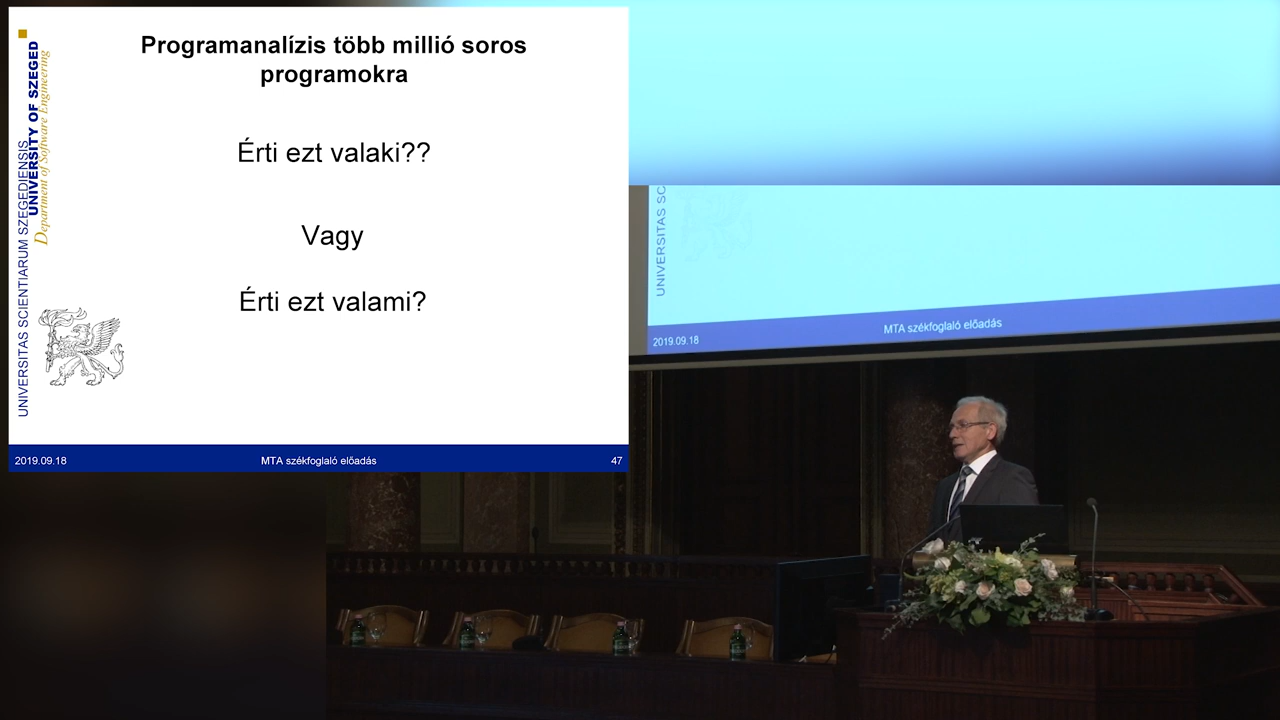 Programanalízis több millió soros
programokra
Érti ezt valaki??
Vagy
Érti ezt valami?
UNIVERSITAS SCIENTIARUM SZEGEDIENSIS
UNIVERSITY OF SZEGED
Department of Software Engineering
2019.09.18
MTA székfoglaló előadás
47
UNIVERSITAS SC
2019.09.18
MTA székfoglaló előadás